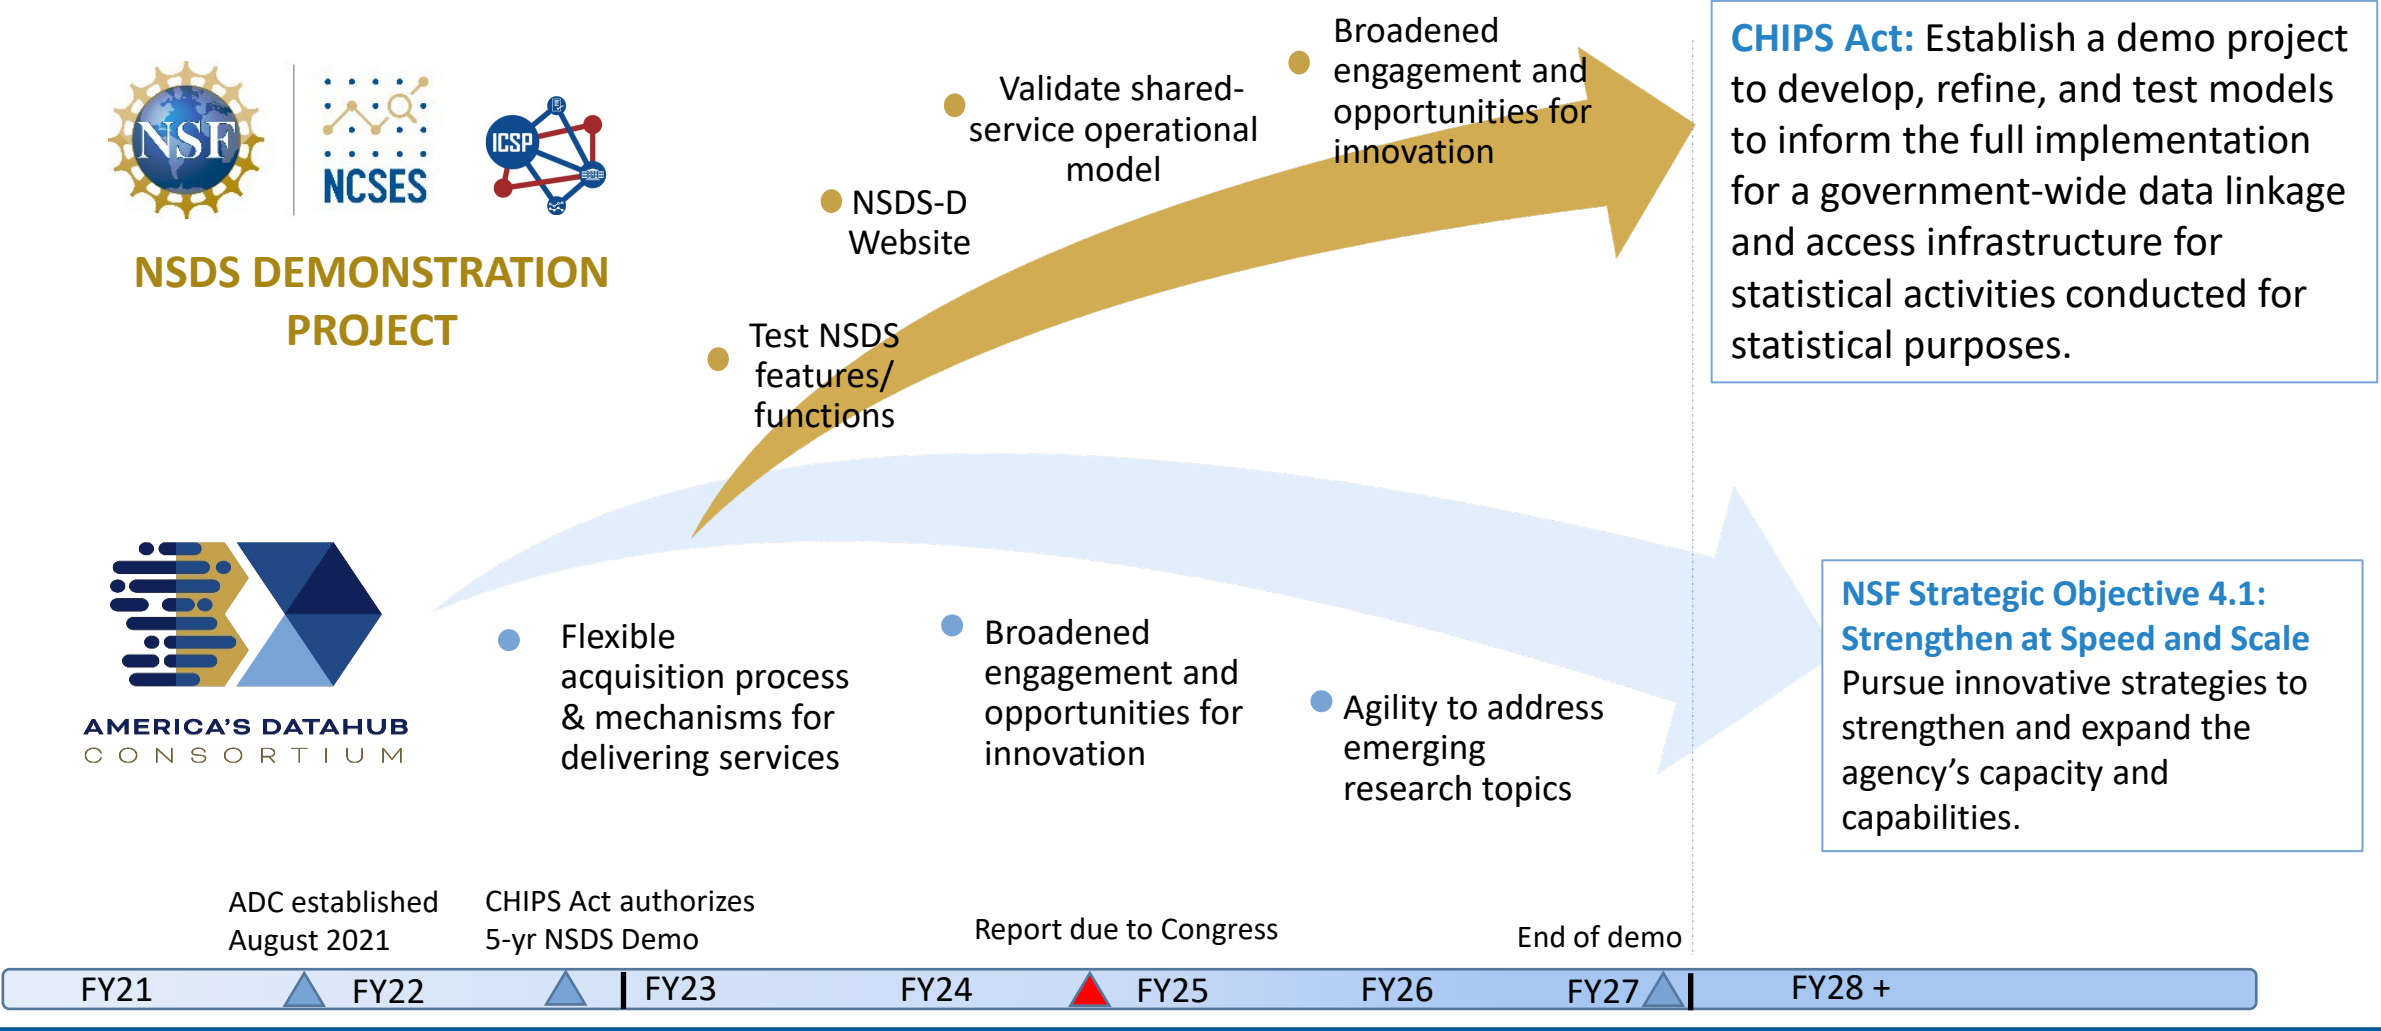 NSF
NCSES
ICSP
NSDS DEMONSTRATION
PROJECT
Test NSDS
features/
functions
NSDS-D
Website
Validate shared-
service operational
model
Broadened
engagement and
opportunities for
innovation
CHIPS Act: Establish a demo project
to develop, refine, and test models
to inform the full implementation
for a government-wide data linkage
and access infrastructure for
statistical activities conducted for
statistical purposes.
AMERICA'S DATAHUB
CONSORTIUM
Flexible
acquisition process
& mechanisms for
delivering services
Broadened
engagement and
opportunities for
innovation
Agility to address
emerging
research topics
NSF Strategic Objective 4.1:
Strengthen at Speed and Scale
Pursue innovative strategies to
strengthen and expand the
agency’s capacity and
capabilities.
ADC established
August 2021
CHIPS Act authorizes
5-yr NSDS Demo
Report due to Congress
End of demo
FY21
FY22
FY23
FY24
FY25
FY26
FY27
FY28 +